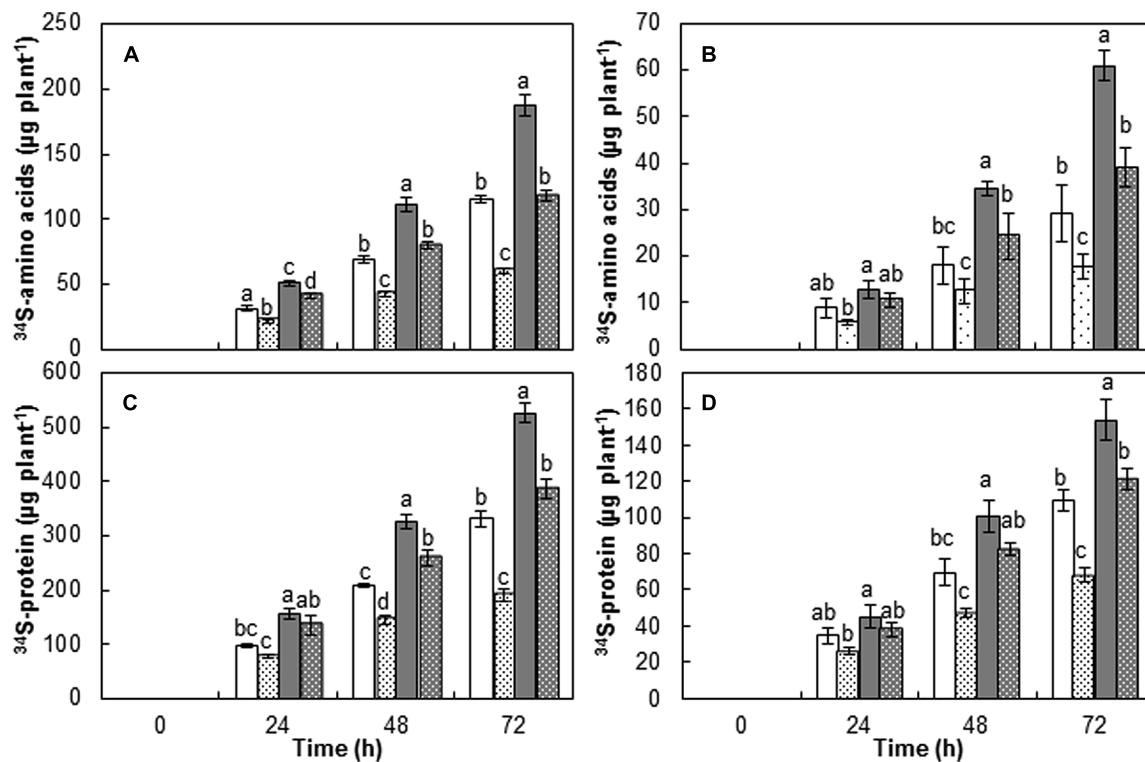 A
³⁴S-amino acids (µg plant⁻¹)
250
200
150
100
50
0
a
b
c
d
b
c
a
b
b
c
a
b
B
³⁴S-amino acids (µg plant⁻¹)
70
60
50
40
30
20
10
0
ab
b
a
ab
bc
c
a
b
b
c
a
b
C
³⁴S-protein (µg plant⁻¹)
600
500
400
300
200
100
0
bc
c
a
ab
c
d
a
b
b
c
a
b
0
24
48
72
Time (h)
D
³⁴S-protein (µg plant⁻¹)
180
160
140
120
100
80
60
40
20
0
ab
b
a
ab
bc
c
a
ab
b
c
a
b
0
24
48
72
Time (h)